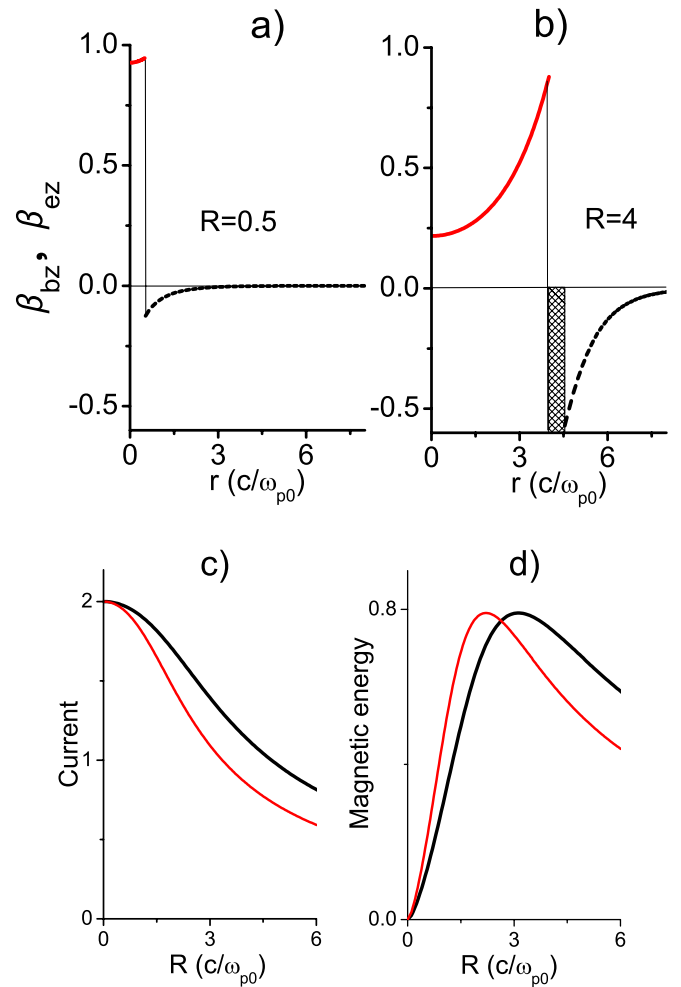 a)
b)
β_bz, β_ez
1.0
0.5
0.0
-0.5
R=0.5
0
3
6
r (c/ω_p0)
1.0
0.5
0.0
-0.5
R=4
0
3
6
r (c/ω_p0)
c)
d)
Current
2
1
0
0
3
6
R (c/ω_p0)
Magnetic energy
0.8
0.0
0
3
6
R (c/ω_p0)